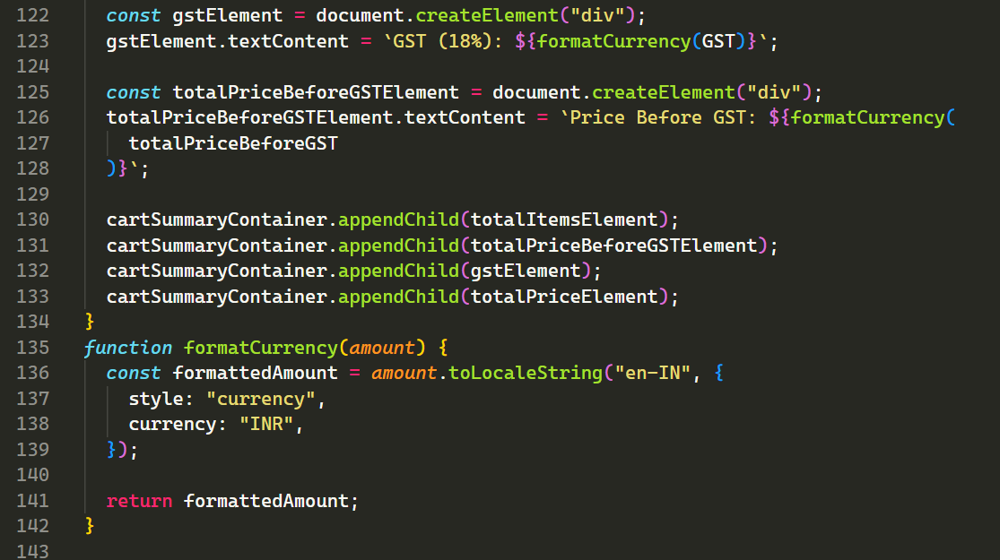 122 const gstElement = document.createElement("div");
123 gstElement.textContent = `GST (18%): ${formatCurrency(GST)}`;
124
125 const totalPriceBeforeGSTElement = document.createElement("div");
126 totalPriceBeforeGSTElement.textContent = `Price Before GST: ${formatCurrency(
127 totalPriceBeforeGST
128 )}`;
129
130 cartSummaryContainer.appendChild(totalItemsElement);
131 cartSummaryContainer.appendChild(totalPriceBeforeGSTElement);
132 cartSummaryContainer.appendChild(gstElement);
133 cartSummaryContainer.appendChild(totalPriceElement);
134 }
135 function formatCurrency(amount) {
136 const formattedAmount = amount.toLocaleString("en-IN", {
137 style: "currency",
138 currency: "INR",
139 });
140
141 return formattedAmount;
142 }
143